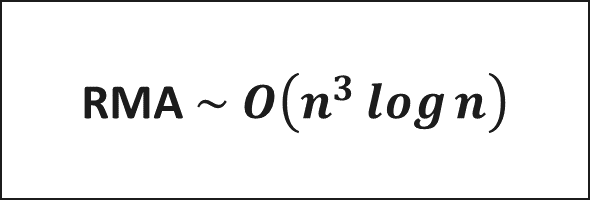 RMA ~ O(n³ log n)